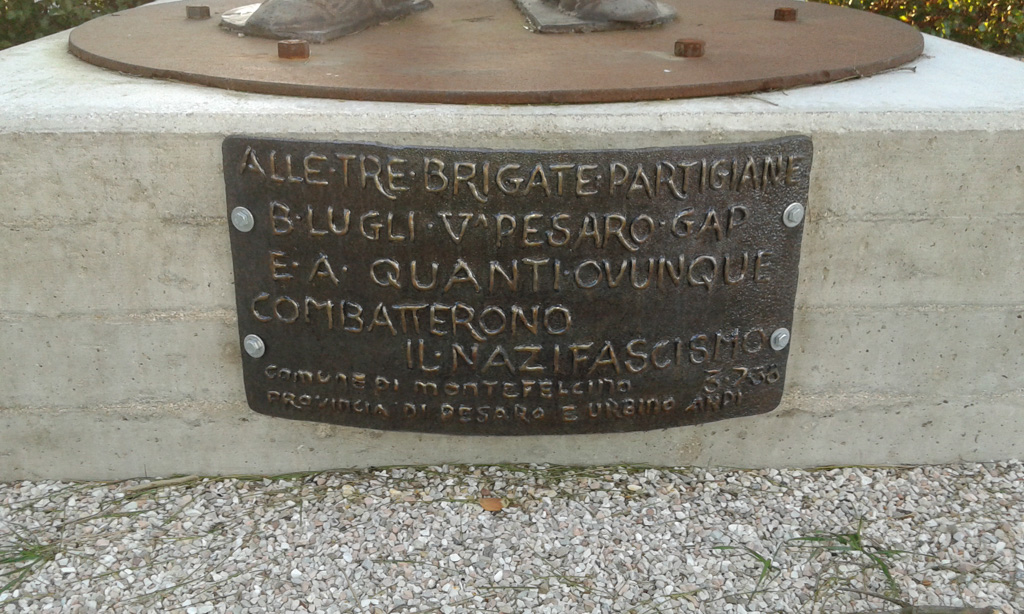 ALLE·TRE·BRIGATE·PARTIGIANE
B·LUGLI·V^PESARO·GAP
E·A·QUANTI·OVUNQUE
COMBATTERONO
IL·NAZIFASCISMO
COMUNE DI MONTEFELCINO
PROVINCIA DI PESARO E URBINO ANPI